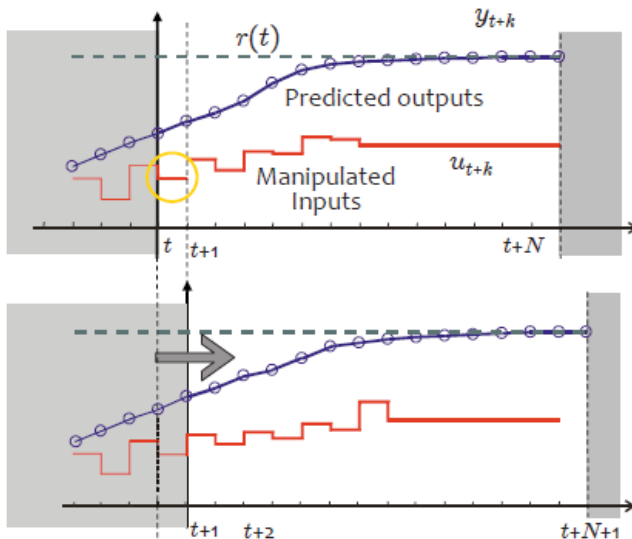 r(t)
y_{t+k}
Predicted outputs
u_{t+k}
Manipulated
Inputs
t
t+1
t+N
t+1
t+2
t+N+1